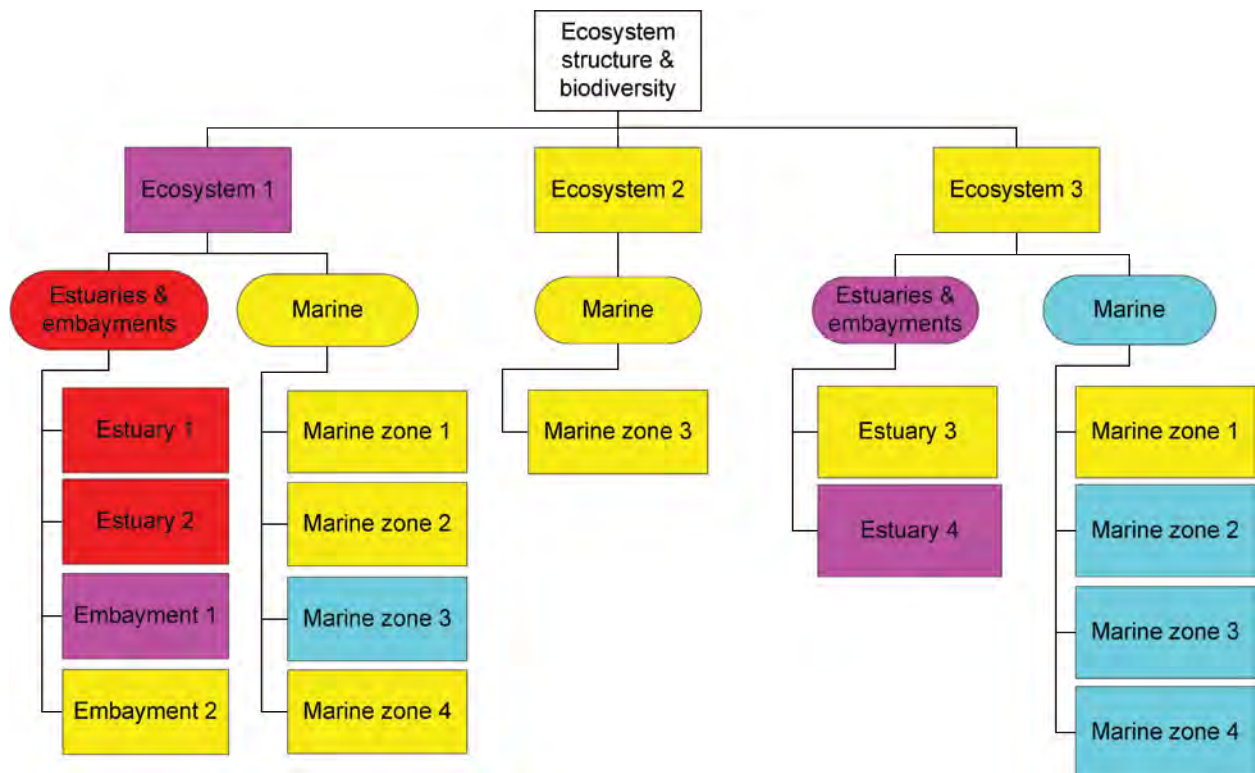 Ecosystem
structure &
biodiversity
Ecosystem 1
Ecosystem 2
Ecosystem 3
Estuaries &
embayments
Marine
Marine
Estuaries &
embayments
Marine
Estuary 1
Estuary 2
Embayment 1
Embayment 2
Marine zone 1
Marine zone 2
Marine zone 3
Marine zone 4
Marine zone 3
Estuary 3
Estuary 4
Marine zone 1
Marine zone 2
Marine zone 3
Marine zone 4